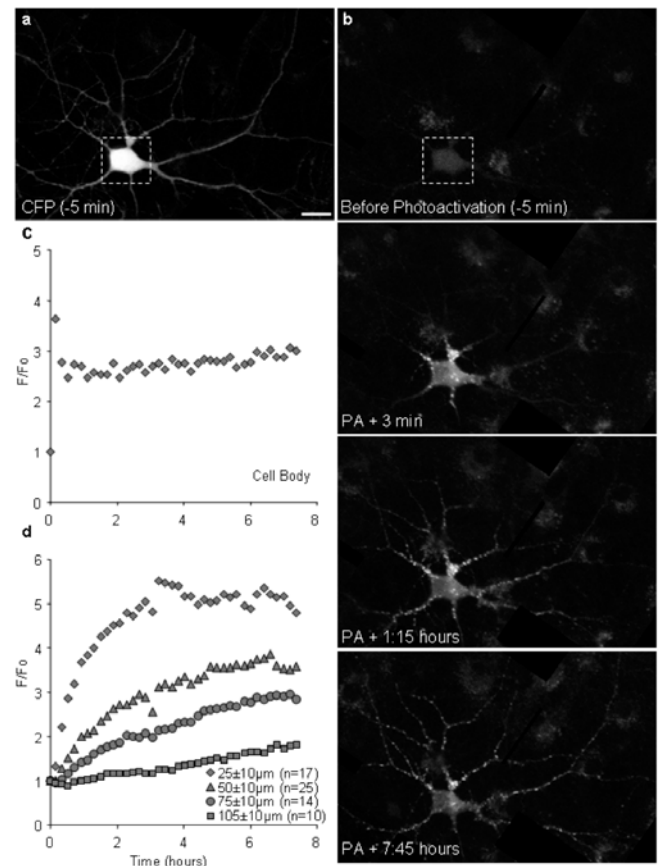 a
CFP (-5 min)
b
Before Photoactivation (-5 min)
PA + 3 min
PA + 1:15 hours
PA + 7:45 hours
c
5
4
3
2
1
0
F/Fo
Cell Body
0 2 4 6 8
d
6
5
4
3
2
1
0
F/Fo
25±10µm (n=17)
50±10µm (n=25)
75±10µm (n=14)
105±10µm (n=10)
0 2 4 6 8
Time (hours)